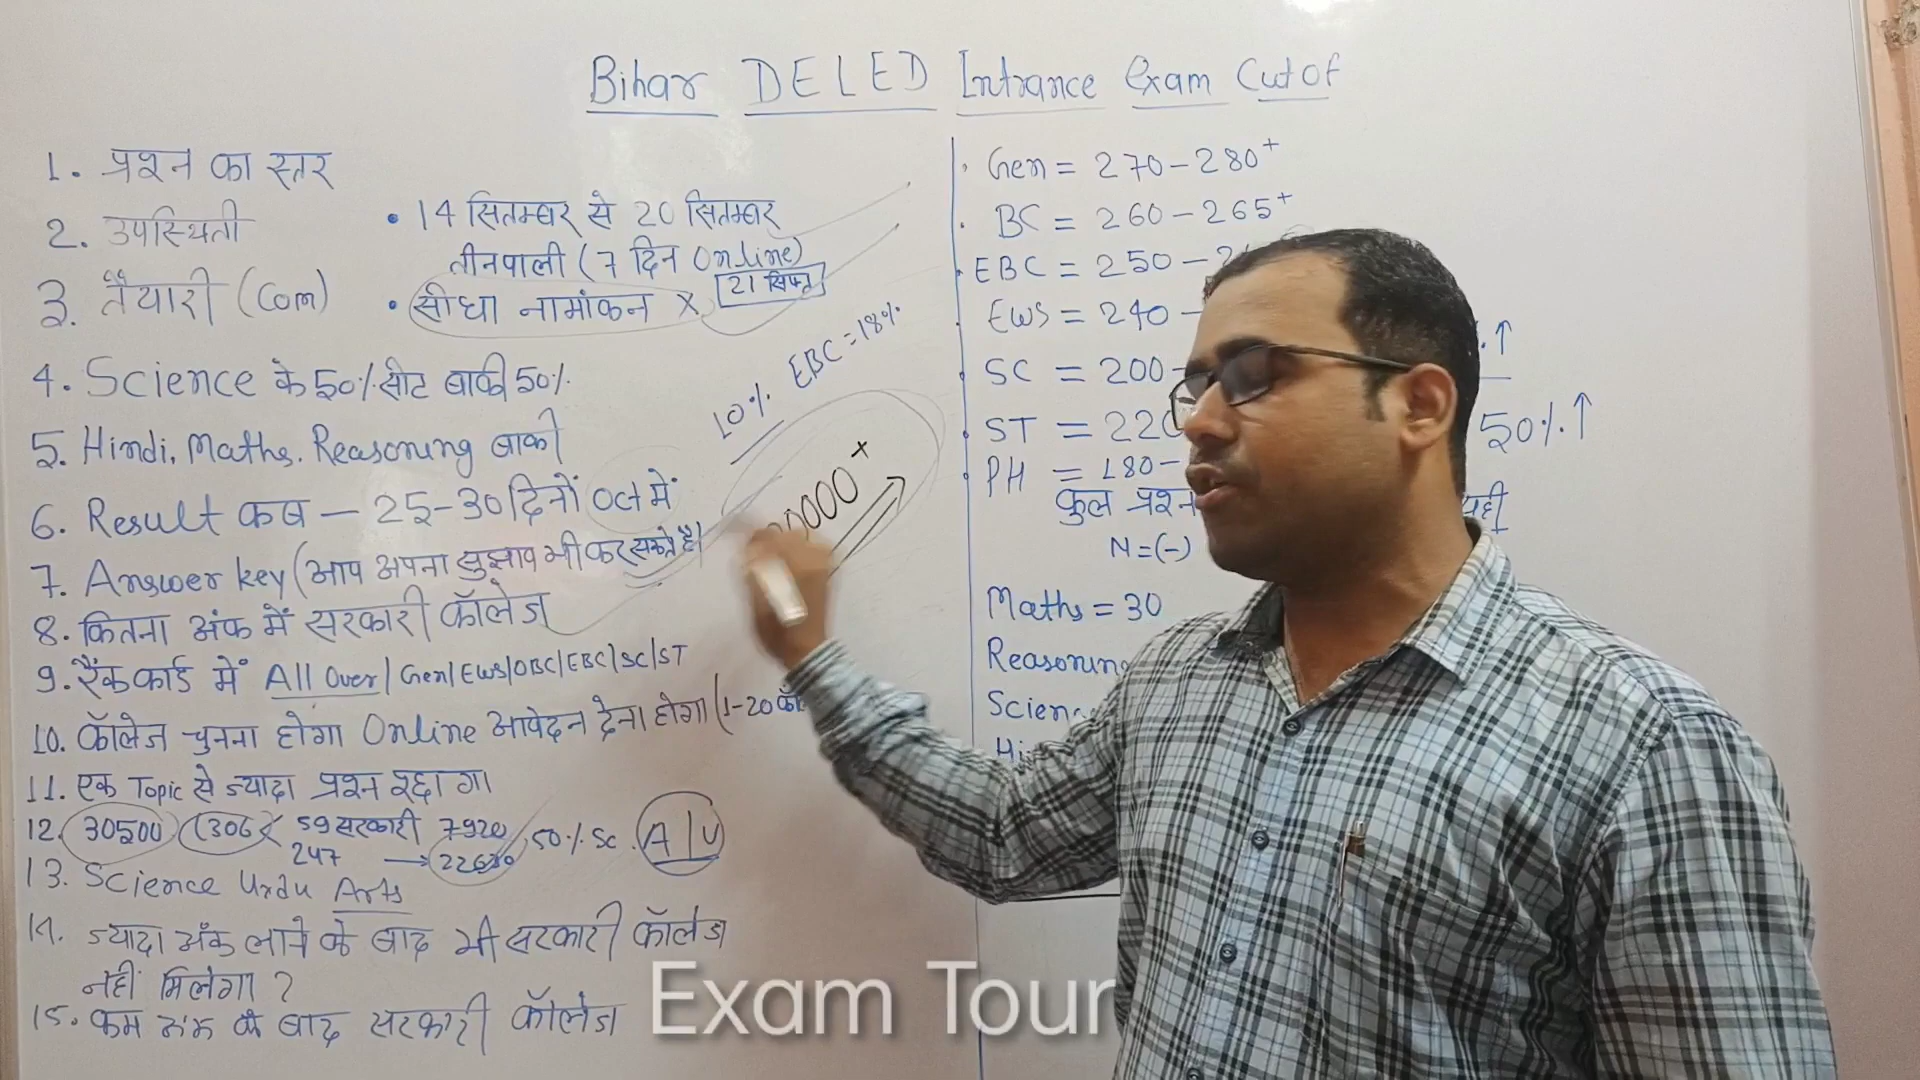 Bihar DELED Intrance Exam Cutof
1. प्रश्न का स्तर
2. उपस्थिती
3. तैयारी (Com)
• 14 सितम्बर से 20 सितम्बर
तीनपाली (7 दिन Online)
21 सिफ्ट
• सीधा नामांकन X
4. Science के 50% सीट बाकी 50%
5. Hindi, Maths, Reasoning बाकी
6. Result कब – 25-30 दिनों Oct में
7. Answer key (आप अपना सुझाव भी कर सकते है)
8. कितना अंक में सरकारी कॉलेज
9. रैंक कार्ड में All Over/Gen/EWS/OBC/EBC/SC/ST
10. कॉलेज चुनना होगा Online आवेदन देना होगा (1-20
11. एक Topic से ज्यादा प्रश्न रहा
12. 30500 (306) 59 सरकारी
247 →
50% Sc. A|U
13. Science Urdu Arts
14. ज्यादा अंक लाने के बाद भी सरकारी कॉलेज
नहीं मिलेगा ?
15. कम अंक के बाद सरकारी कॉलेज
10% EBC = 18%
0000+
Gen = 270-280+
BC = 260-265+
EBC = 250-
EWS = 240-
SC = 200-
ST = 220
50%↑
PH = 180-
कुल प्रश्न
N = (-)
Maths = 30
Reasoning
Scien
Hi
Exam Tour